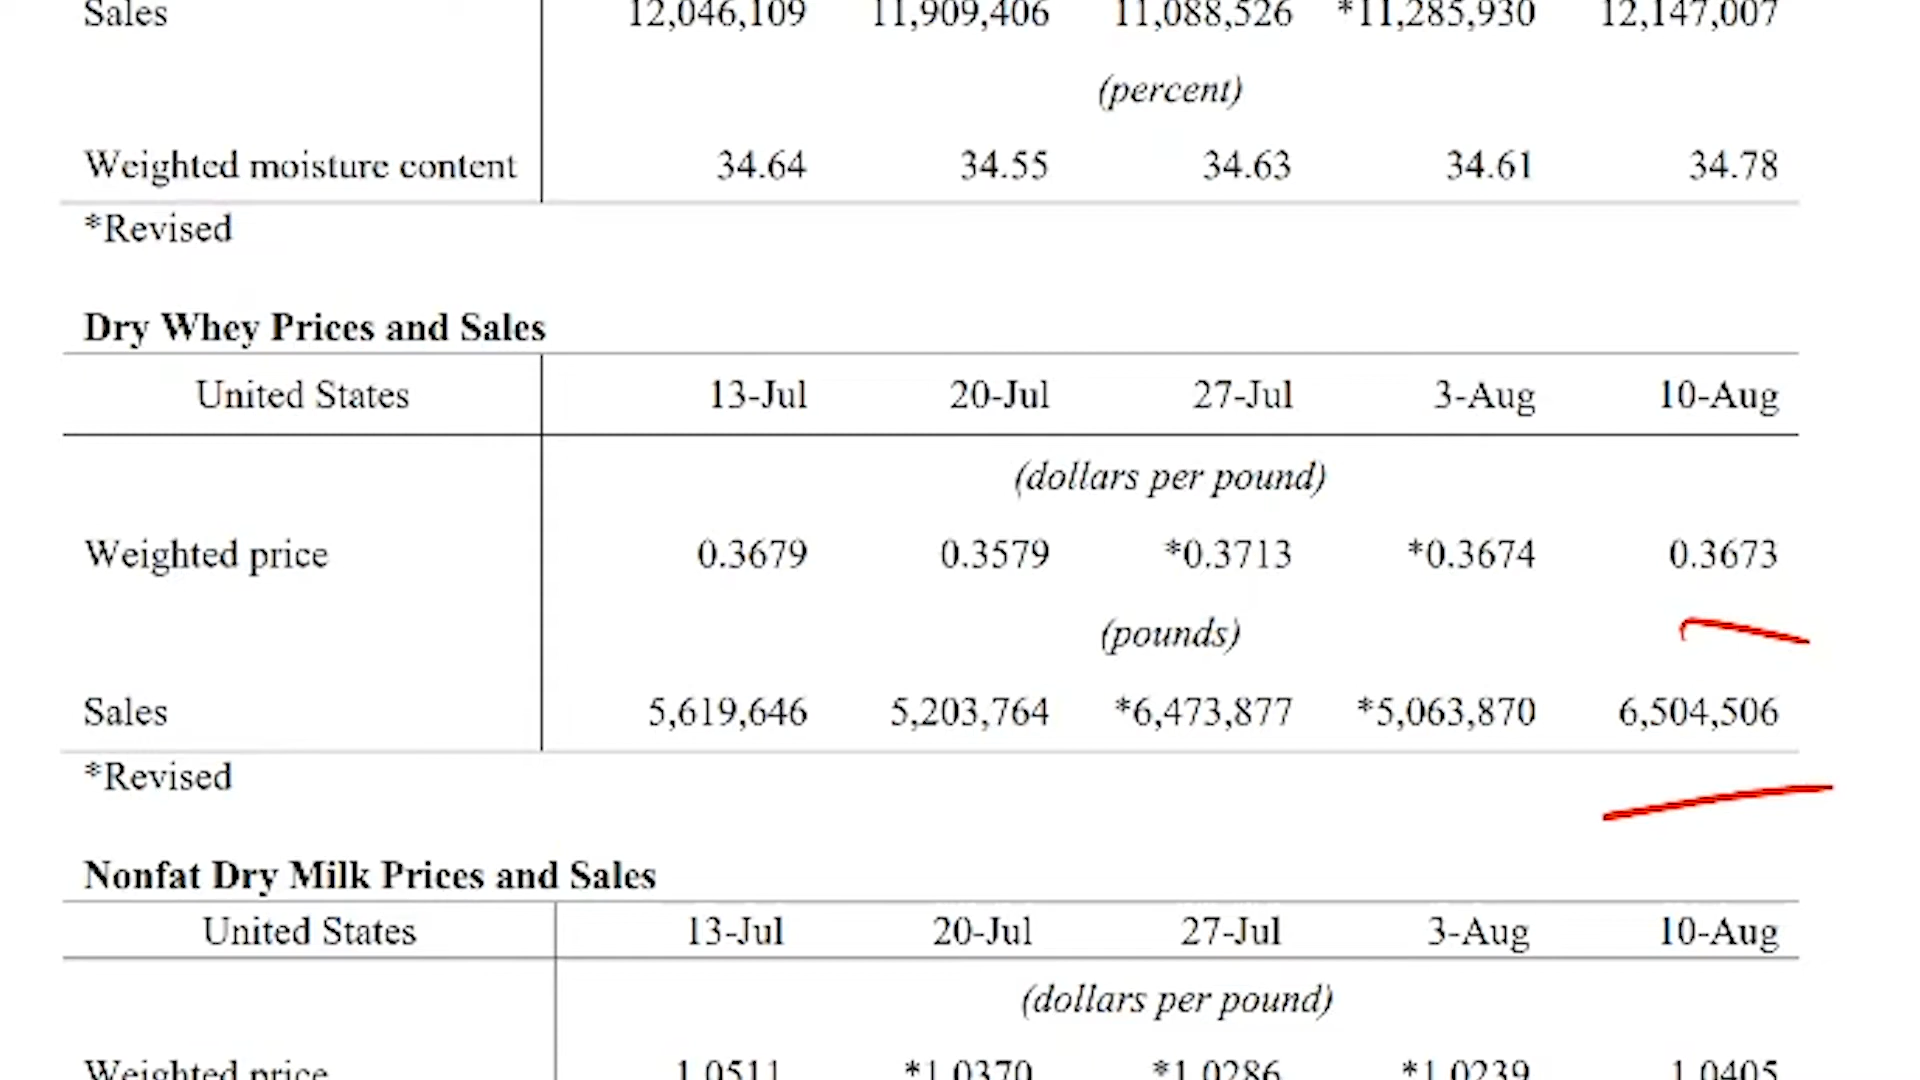 Sales 12,046,109 11,909,406 11,088,526 *11,285,930 12,147,007
(percent)
Weighted moisture content 34.64 34.55 34.63 34.61 34.78
*Revised
Dry Whey Prices and Sales
United States 13-Jul 20-Jul 27-Jul 3-Aug 10-Aug
(dollars per pound)
Weighted price 0.3679 0.3579 *0.3713 *0.3674 0.3673
(pounds)
Sales 5,619,646 5,203,764 *6,473,877 *5,063,870 6,504,506
*Revised
Nonfat Dry Milk Prices and Sales
United States 13-Jul 20-Jul 27-Jul 3-Aug 10-Aug
(dollars per pound)
Weighted price 1.0511 *1.0370 *1.0286 *1.0239 1.0405